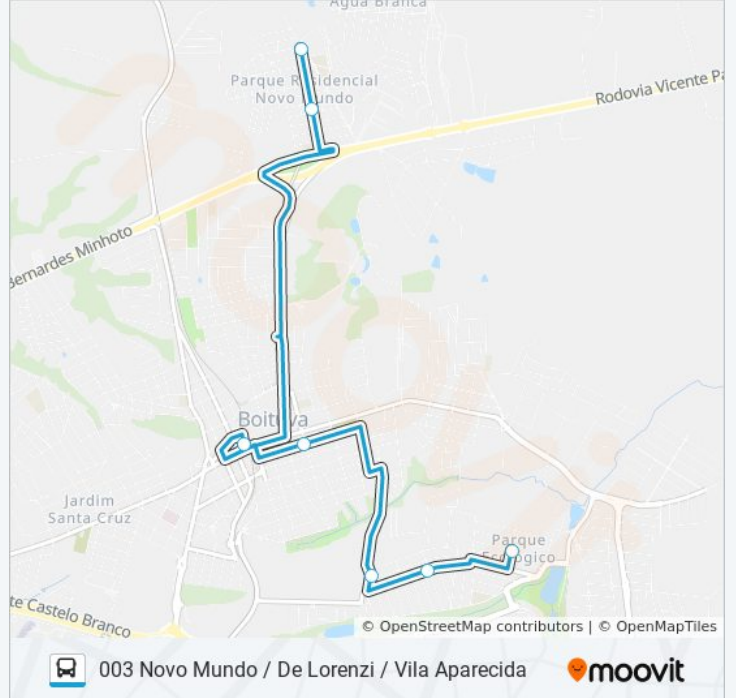 Água Branca
Parque Residencial
Novo Mundo
Rodovia Vicente Pa
Bernardes Minhoto
Boituva
Jardim
Santa Cruz
Parque
Ecológico
te Castelo Branco
© OpenStreetMap contributors | © OpenMapTiles
003 Novo Mundo / De Lorenzi / Vila Aparecida
moovit